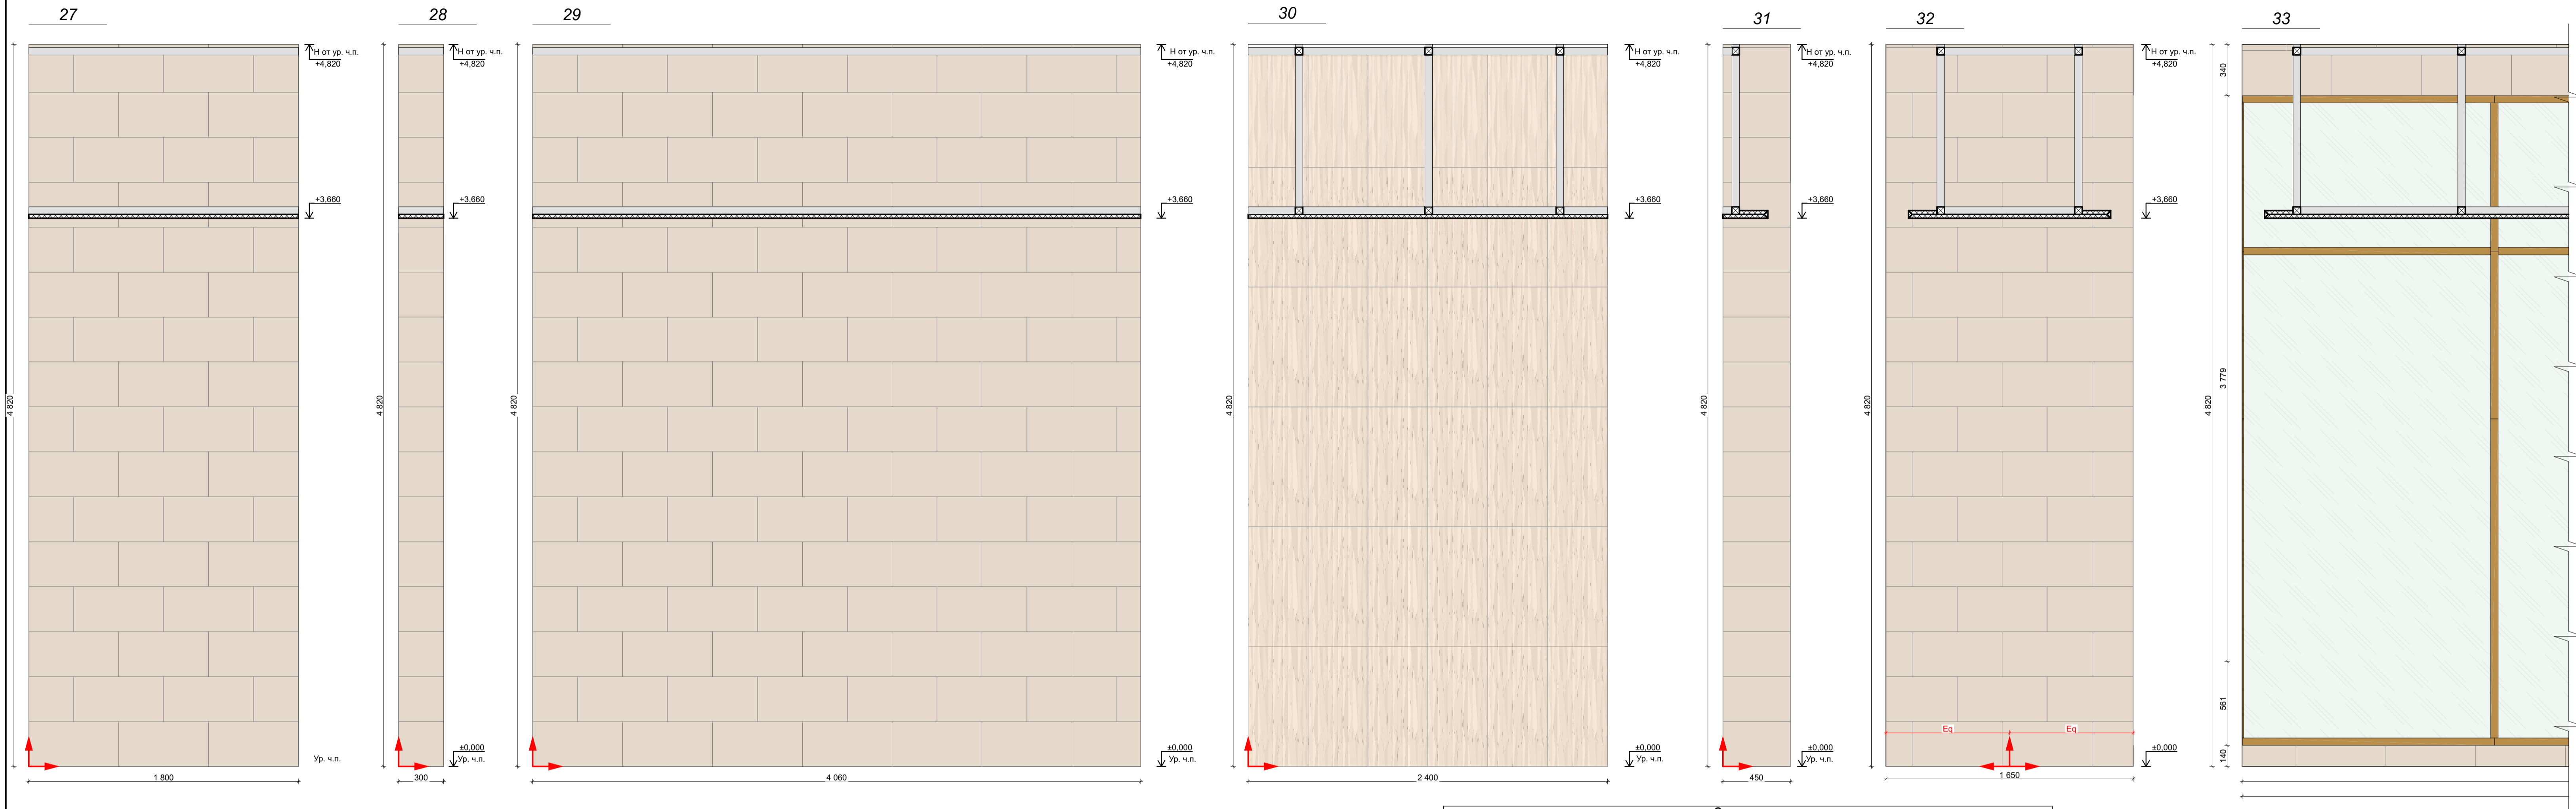 27
28
29
30
31
32
33
4 820
Н от ур. ч.п.
+4,820
+3,660
Ур. ч.п.
1 800
4 820
Н от ур. ч.п.
+4,820
+3,660
±0,000
Ур. ч.п.
300
4 820
Н от ур. ч.п.
+4,820
+3,660
±0,000
Ур. ч.п.
4 060
4 820
Н от ур. ч.п.
+4,820
+3,660
±0,000
Ур. ч.п.
2 400
4 820
Н от ур. ч.п.
+4,820
+3,660
±0,000
Ур. ч.п.
450
4 820
Н от ур. ч.п.
+4,820
+3,660
Eq
Eq
±0,000
Ур. ч.п.
1 650
4 820
340
3 779
561
140